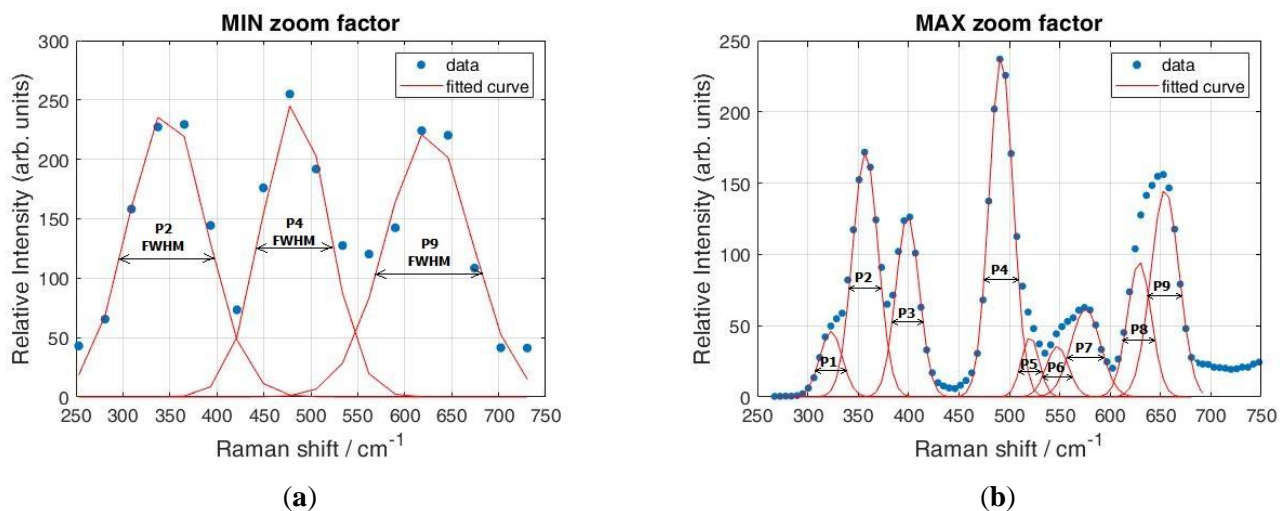 MIN zoom factor
300
250
200
150
100
50
0
Relative Intensity (arb. units)
data
fitted curve
P2
FWHM
P4
FWHM
P9
FWHM
250 300 350 400 450 500 550 600 650 700 750
Raman shift / cm-1
(a)
MAX zoom factor
250
200
150
100
50
0
Relative Intensity (arb. units)
data
fitted curve
P1
P2
P3
P4
P5
P6
P7
P8
P9
250 300 350 400 450 500 550 600 650 700 750
Raman shift / cm-1
(b)